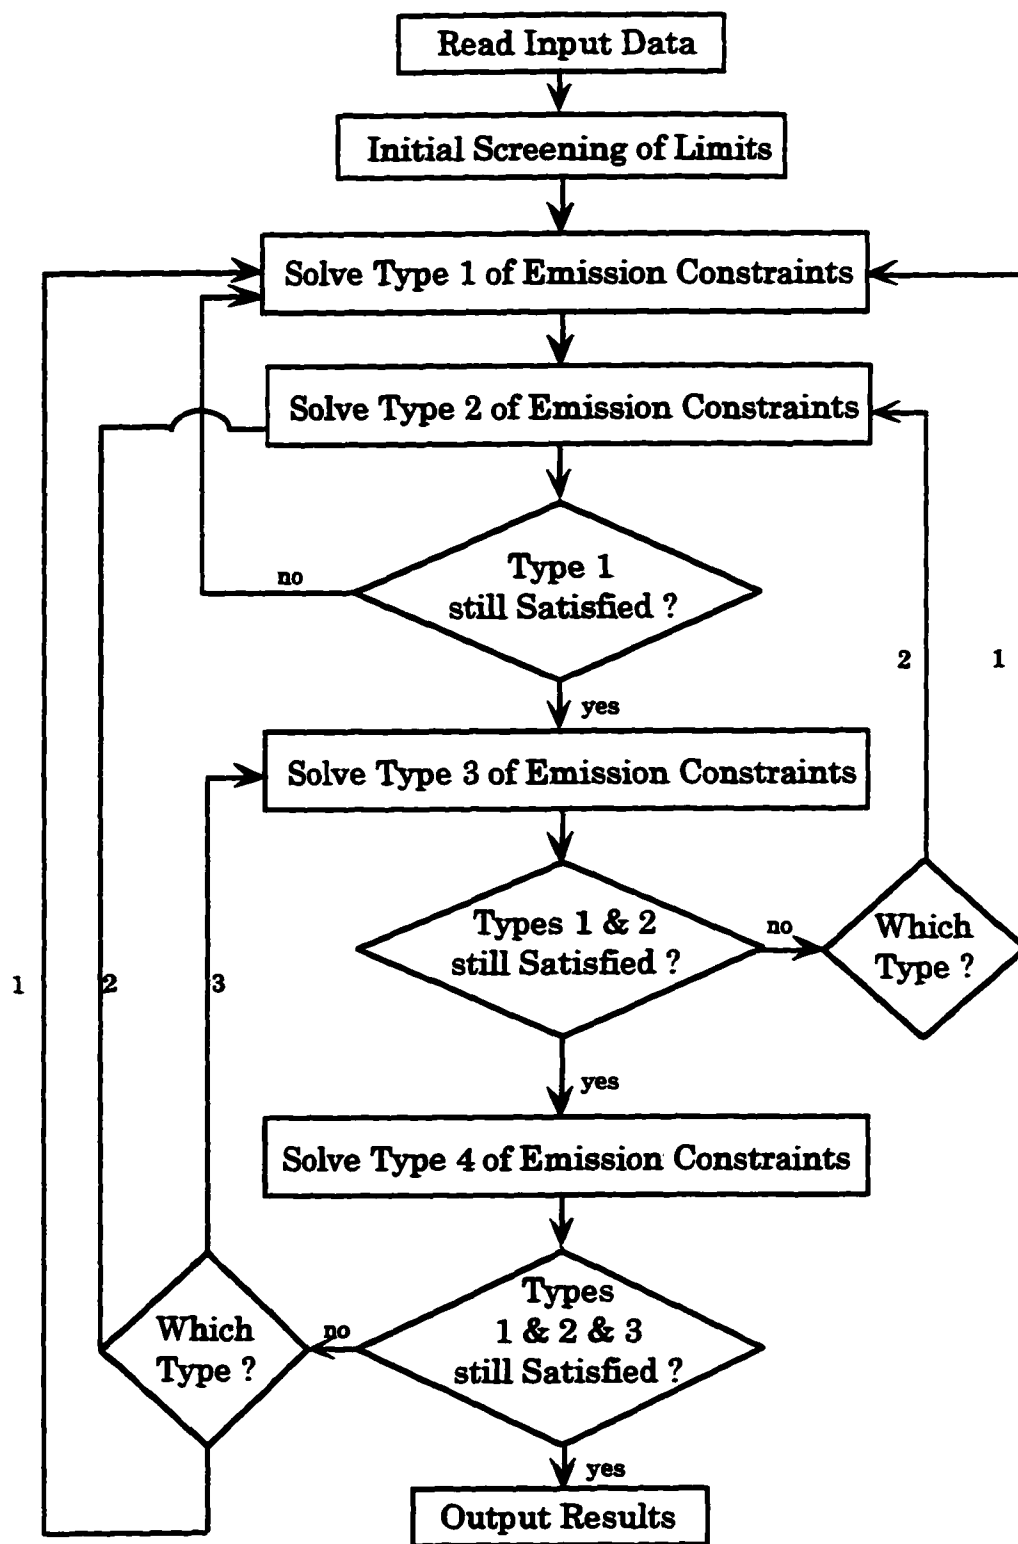 Read Input Data
Initial Screening of Limits
Solve Type 1 of Emission Constraints
Solve Type 2 of Emission Constraints
Type 1
still Satisfied ?
no
yes
2
1
Solve Type 3 of Emission Constraints
Types 1 & 2
still Satisfied ?
no
Which
Type ?
1
2
3
yes
Solve Type 4 of Emission Constraints
Types
1 & 2 & 3
still Satisfied ?
no
Which
Type ?
yes
Output Results